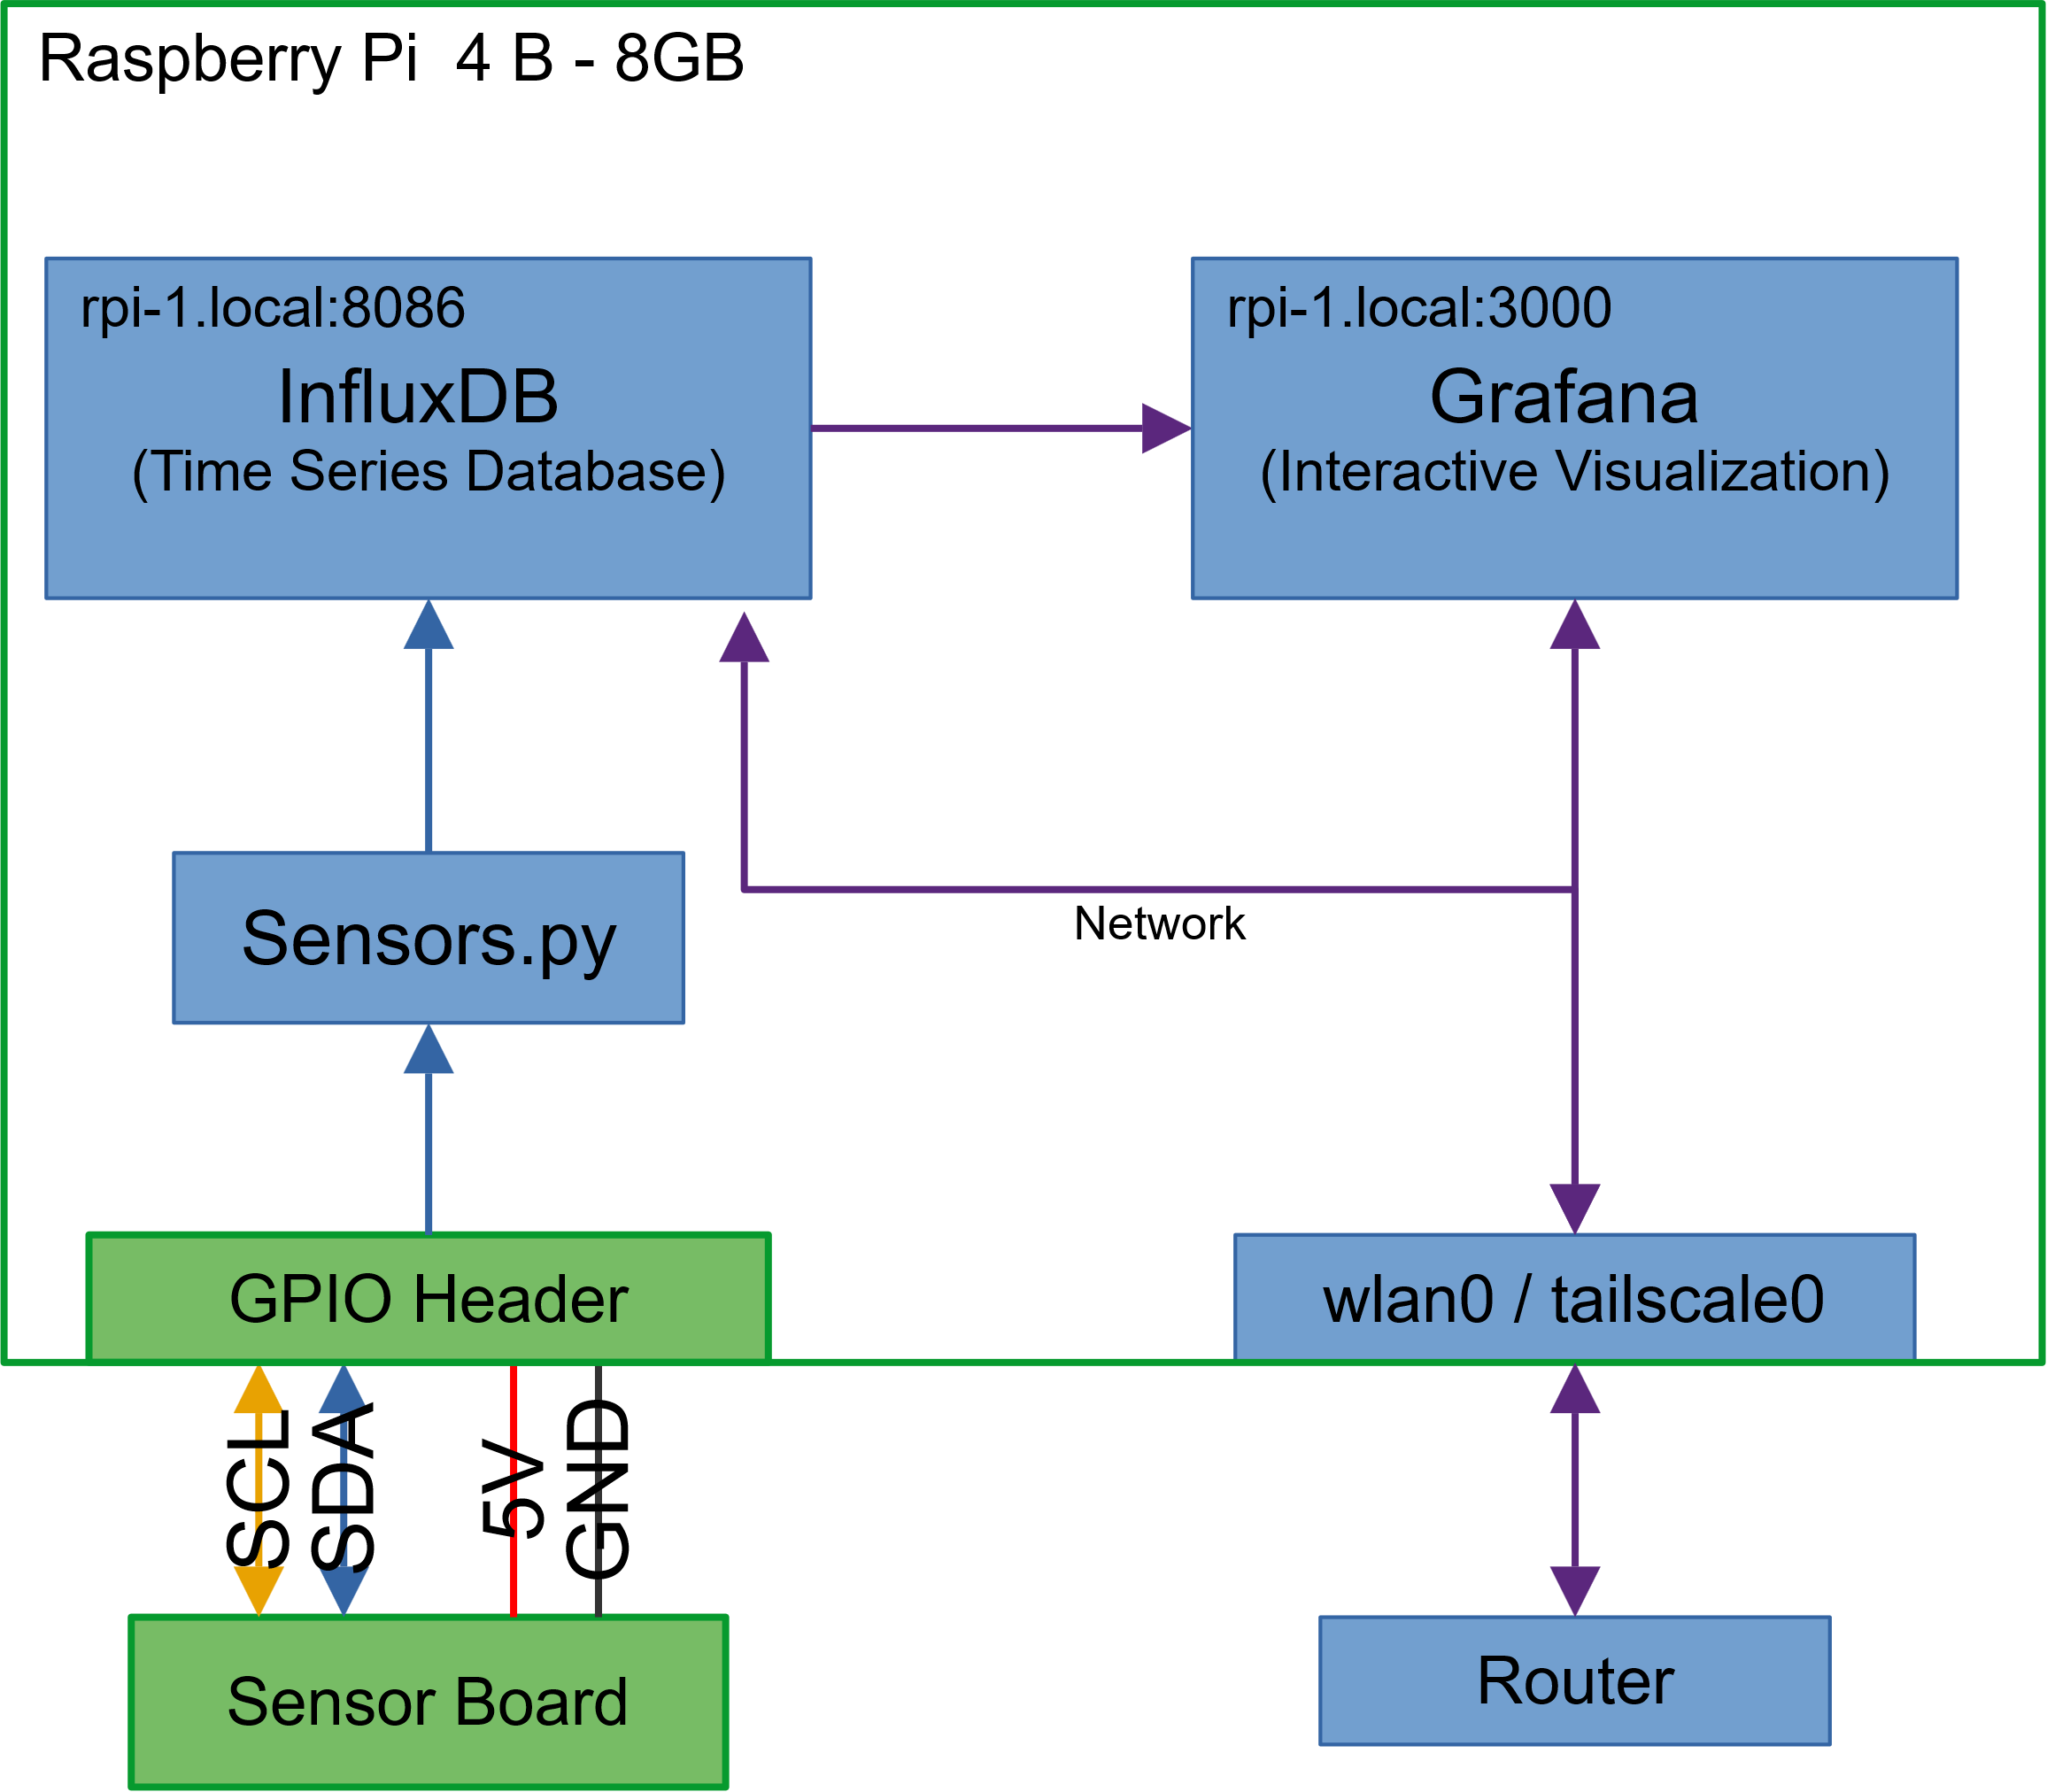 Raspberry Pi  4 B - 8GB
rpi-1.local:8086
InfluxDB
(Time Series Database)
rpi-1.local:3000
Grafana
(Interactive Visualization)
Sensors.py
Network
GPIO Header
wlan0 / tailscale0
SCL
SDA
5V
GND
Sensor Board
Router